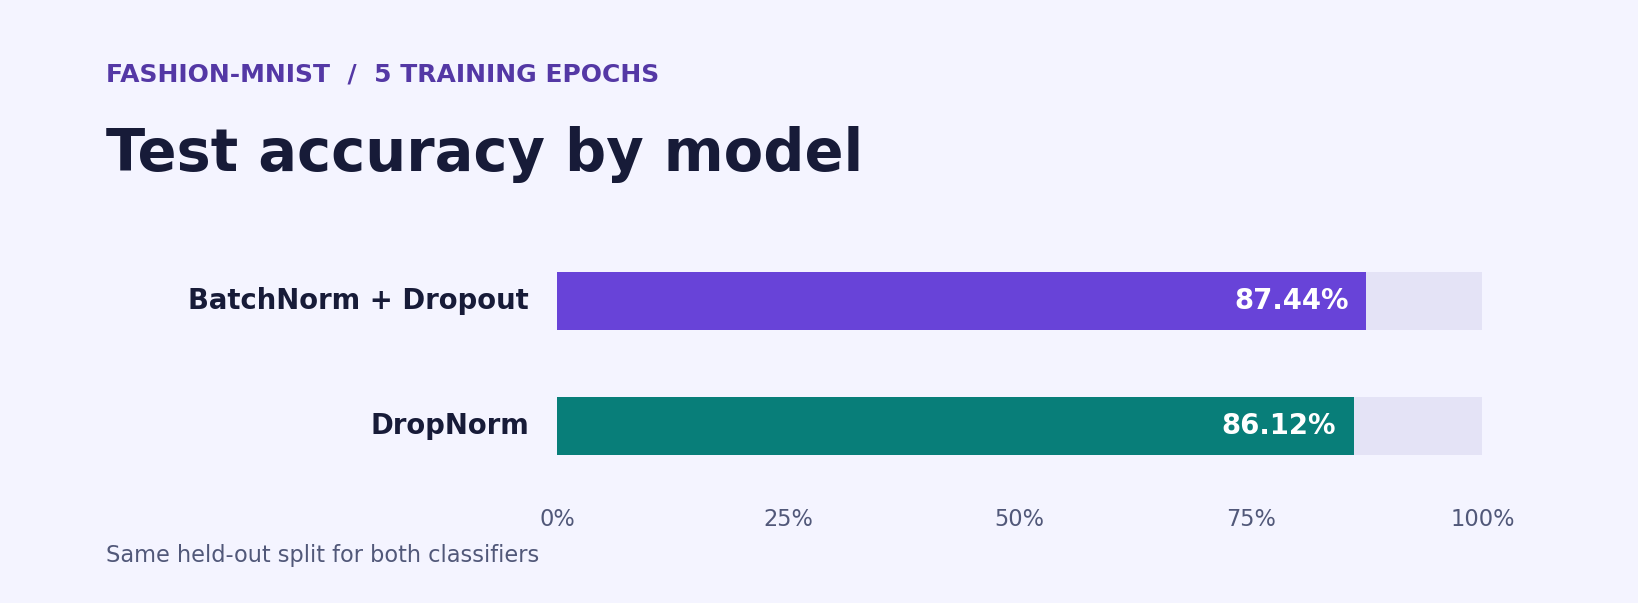 FASHION-MNIST / 5 TRAINING EPOCHS
Test accuracy by model
BatchNorm + Dropout 87.44%
DropNorm 86.12%
0% 25% 50% 75% 100%
Same held-out split for both classifiers